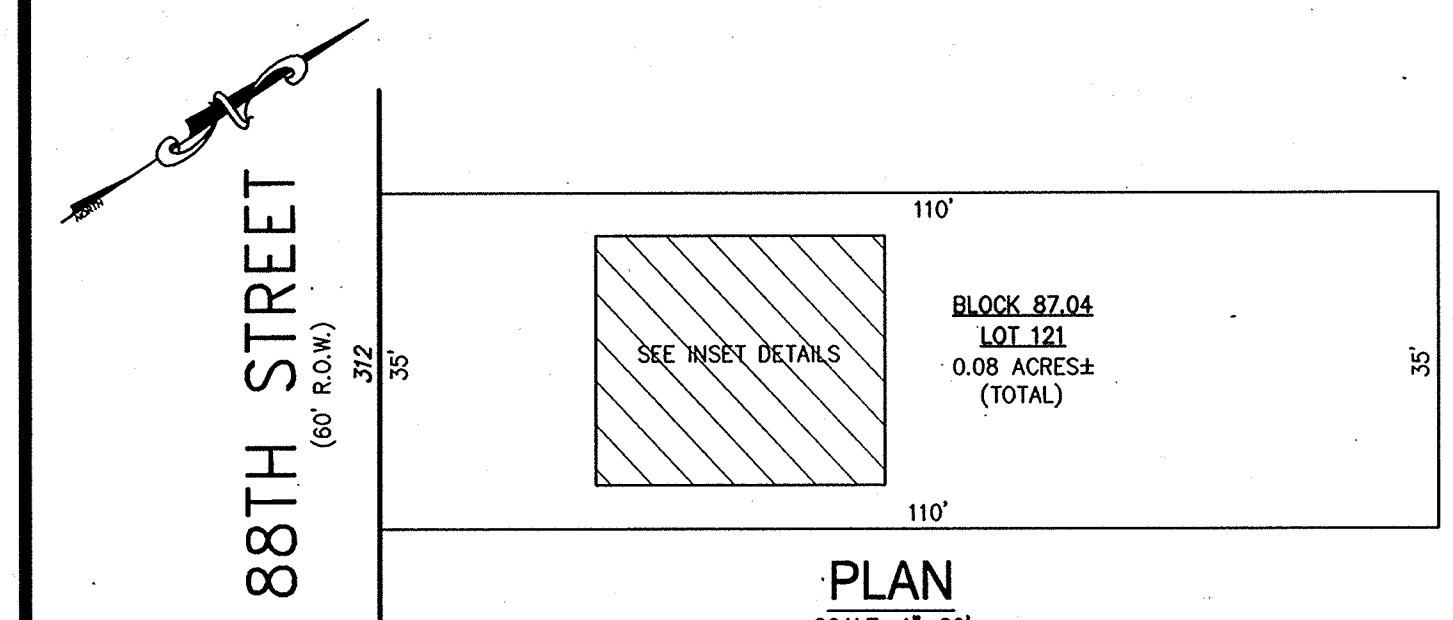 NORTH
88TH STREET
(60' R.O.W.)
312
35'
110'
SEE INSET DETAILS
BLOCK 87.04
LOT 121
0.08 ACRES±
(TOTAL)
35'
110'
PLAN